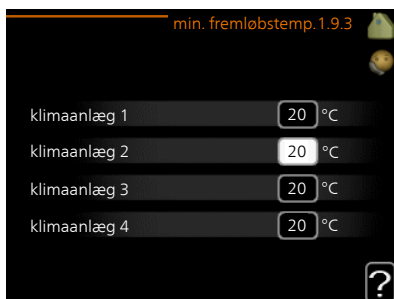 min. fremløbstemp.1.9.3
klimaanlæg 1 20 °C
klimaanlæg 2 20 °C
klimaanlæg 3 20 °C
klimaanlæg 4 20 °C
?